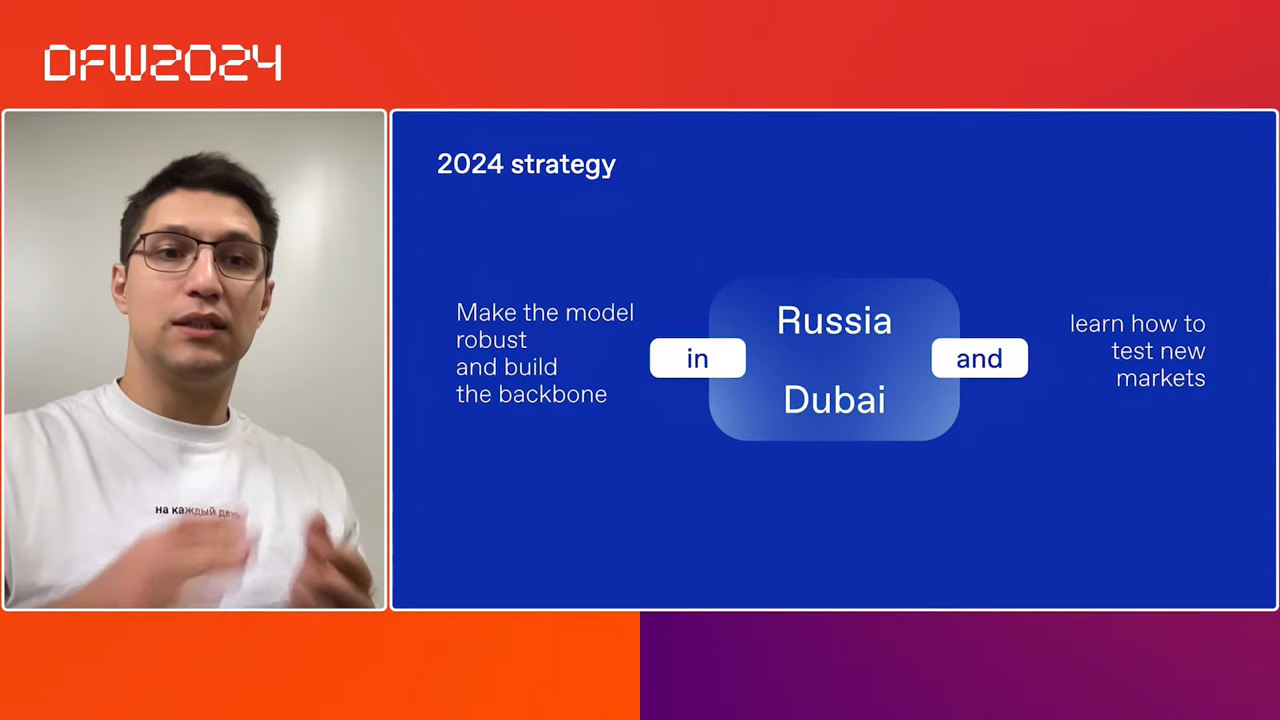 DFW2024
2024 strategy
Make the model
robust
and build
the backbone
in
Russia
Dubai
and
learn how to
test new
markets
на каждый день